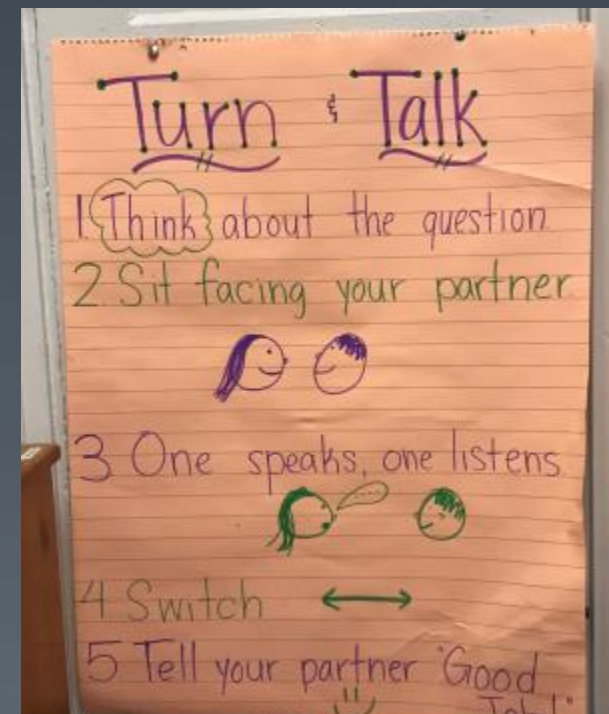 Turn & Talk
1. Think about the question
2. Sit facing your partner
3 One speaks, one listens
4 Switch
5 Tell your partner "Good
Job!"